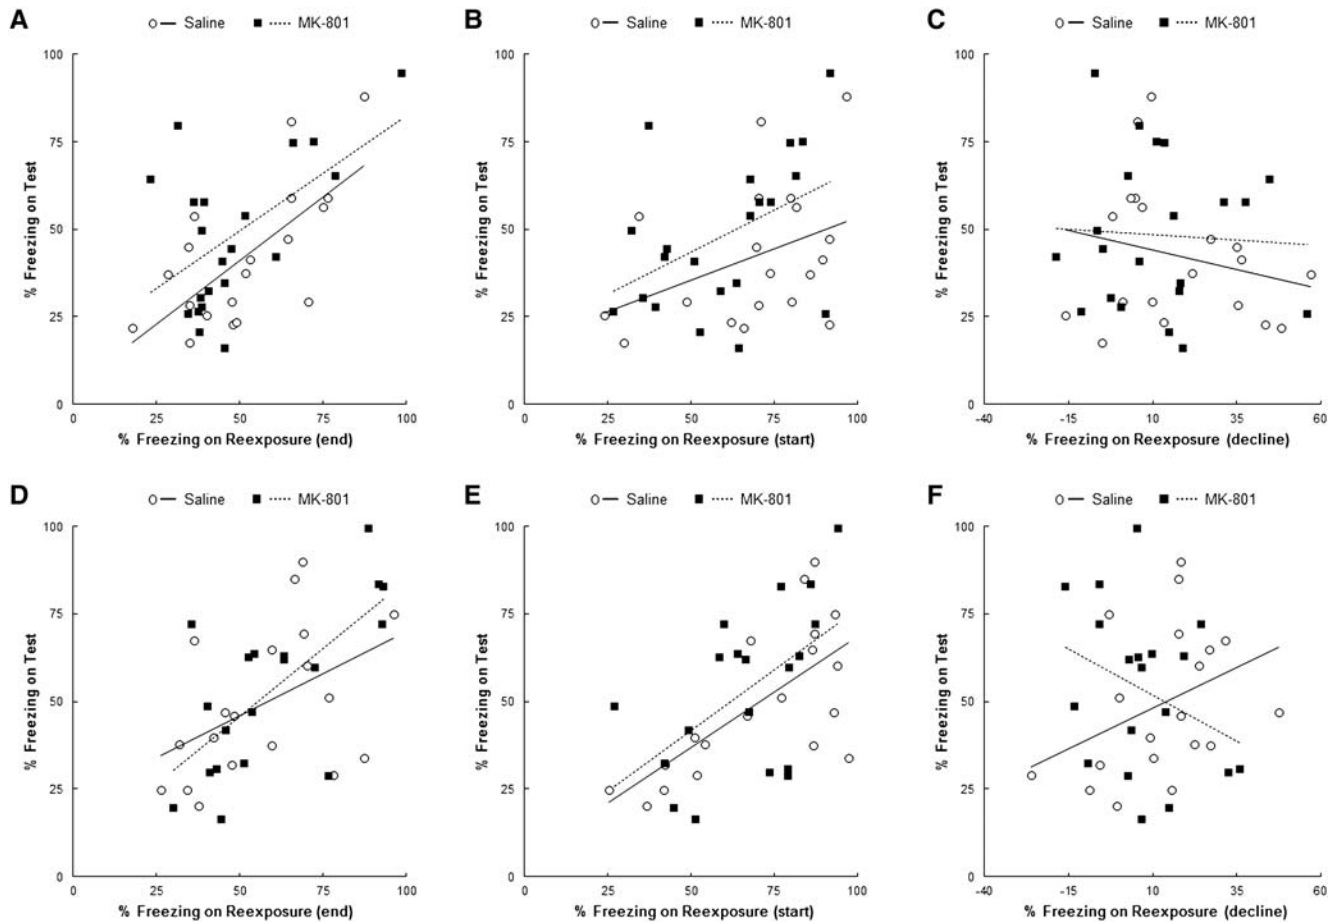 A
Saline MK-801
100
75
50
25
0
% Freezing on Test
0 25 50 75 100
% Freezing on Reexposure (end)
B
Saline MK-801
100
75
50
25
0
% Freezing on Test
0 25 50 75 100
% Freezing on Reexposure (start)
C
Saline MK-801
100
75
50
25
0
% Freezing on Test
-40 -15 10 35 60
% Freezing on Reexposure (decline)
D
Saline MK-801
100
75
50
25
0
% Freezing on Test
0 25 50 75 100
% Freezing on Reexposure (end)
E
Saline MK-801
100
75
50
25
0
% Freezing on Test
0 25 50 75 100
% Freezing on Reexposure (start)
F
Saline MK-801
100
75
50
25
0
% Freezing on Test
-40 -15 10 35 60
% Freezing on Reexposure (decline)